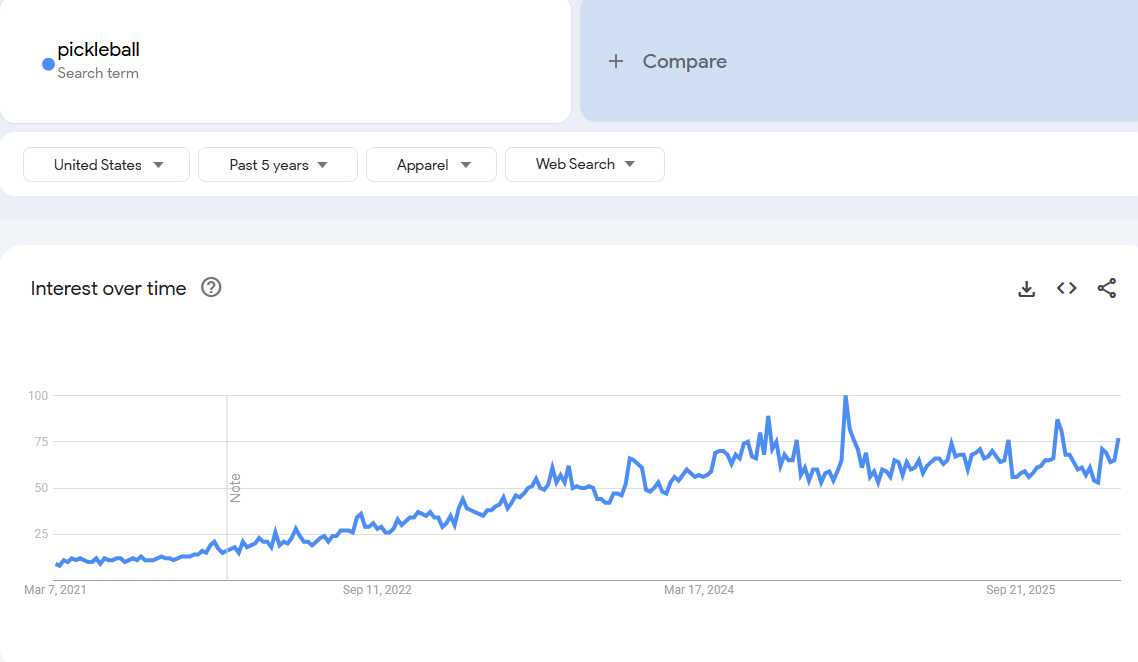 pickleball
Search term
+ Compare
United States
Past 5 years
Apparel
Web Search
Interest over time ?
100
75
50
25
Note
Mar 7, 2021
Sep 11, 2022
Mar 17, 2024
Sep 21, 2025